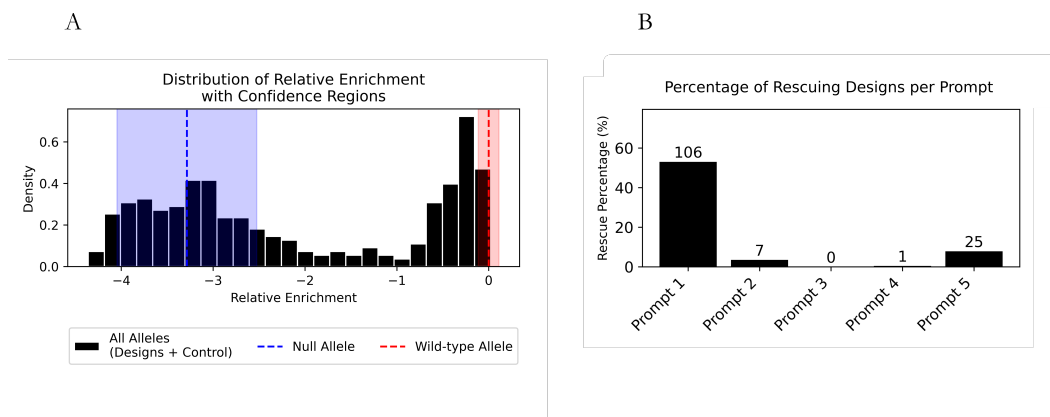 A
Distribution of Relative Enrichment
with Confidence Regions
Density
0.6
0.4
0.2
0.0
−4
−3
−2
−1
0
Relative Enrichment
All Alleles
(Designs + Control)
Null Allele
Wild-type Allele
B
Percentage of Rescuing Designs per Prompt
Rescue Percentage (%)
60
40
20
0
106
7
0
1
25
Prompt 1
Prompt 2
Prompt 3
Prompt 4
Prompt 5